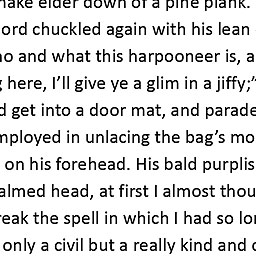 make elder down of a pine plank.
ord chuckled again with his lean
no and what this harpooneer is, a
here, I'll give ye a glim in a jiffy;"
d get into a door mat, and parade
mployed in unlacing the bag's mo
on his forehead. His bald purplis
almed head, at first I almost thou
reak the spell in which I had so lo
only a civil but a really kind and c